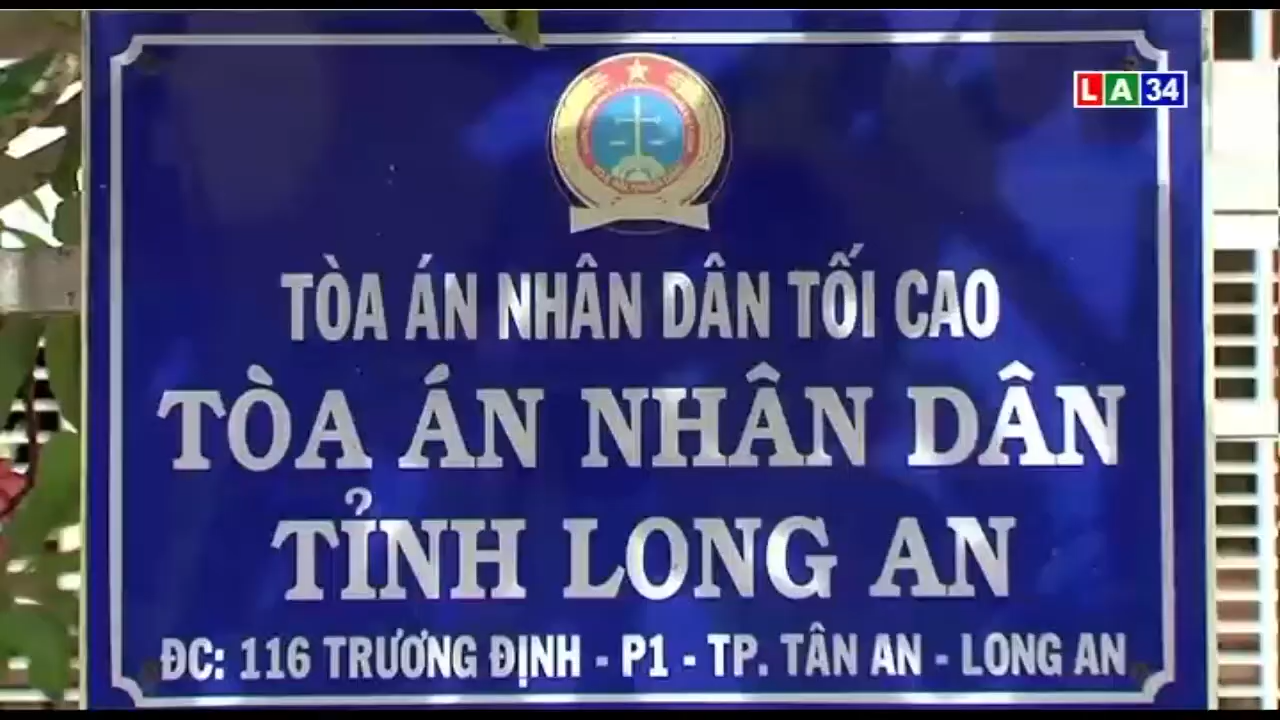 LA34
TÒA ÁN NHÂN DÂN TỐI CAO
TÒA ÁN NHÂN DÂN
TỈNH LONG AN
ĐC: 116 TRƯƠNG ĐỊNH - P1 - TP. TÂN AN - LONG AN